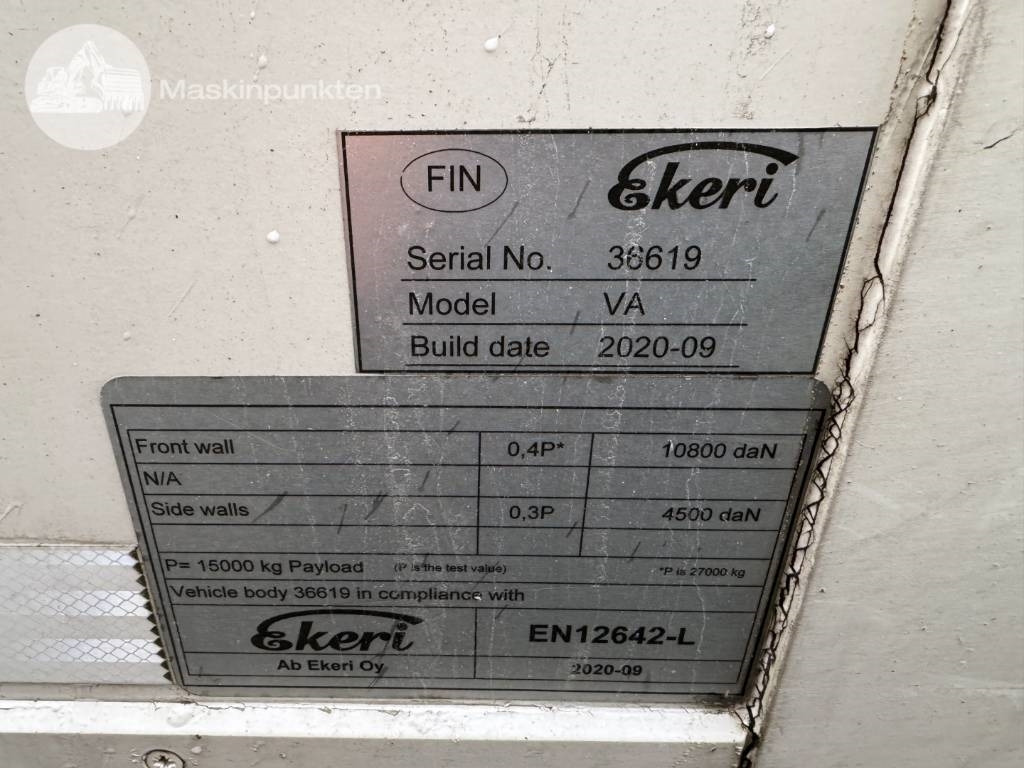 Maskinpunkten
FIN Ekeri
Serial No. 36619
Model VA
Build date 2020-09
Front wall 0,4P* 10800 daN
N/A
Side walls 0,3P 4500 daN
P= 15000 kg Payload (P is the test value) *P is 27000 kg
Vehicle body 36619 in compliance with
Ekeri EN12642-L
Ab Ekeri Oy 2020-09